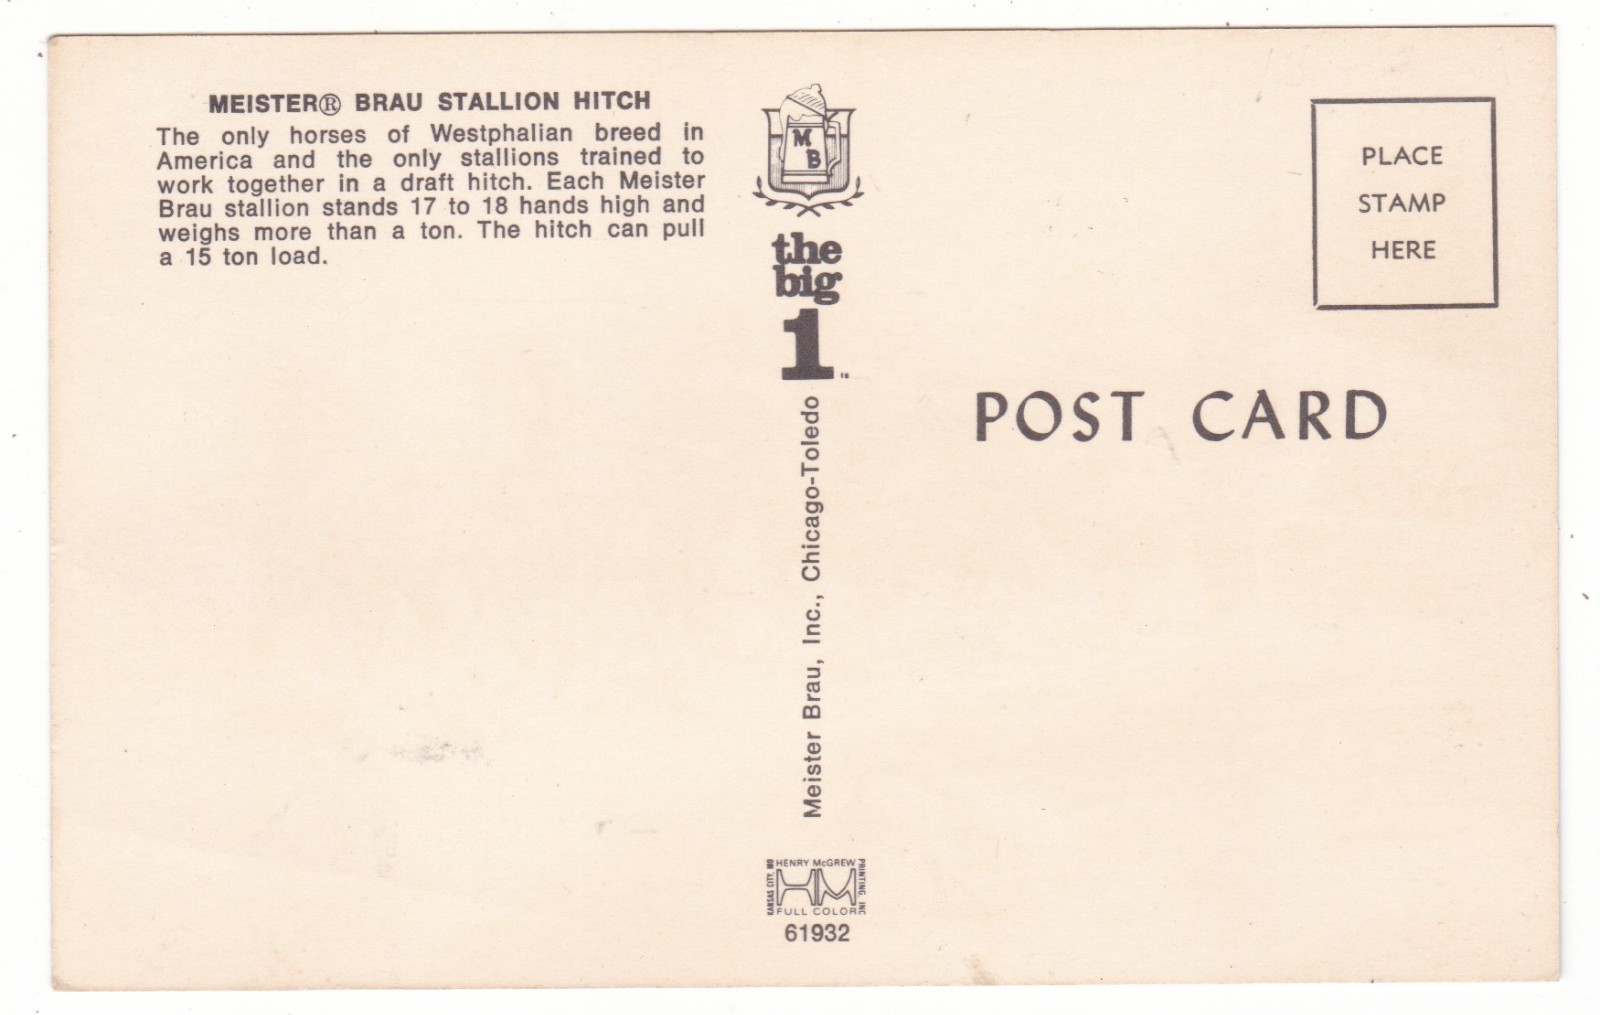 MEISTER® BRAU STALLION HITCH
The only horses of Westphalian breed in
America and the only stallions trained to
work together in a draft hitch. Each Meister
Brau stallion stands 17 to 18 hands high and
weighs more than a ton. The hitch can pull
a 15 ton load.
M
B
the
big
1
Meister Brau, Inc., Chicago-Toledo
KANSAS CITY, MO
HENRY McGREW
PRINTING, INC
HM
FULL COLOR
61932
PLACE
STAMP
HERE
POST CARD